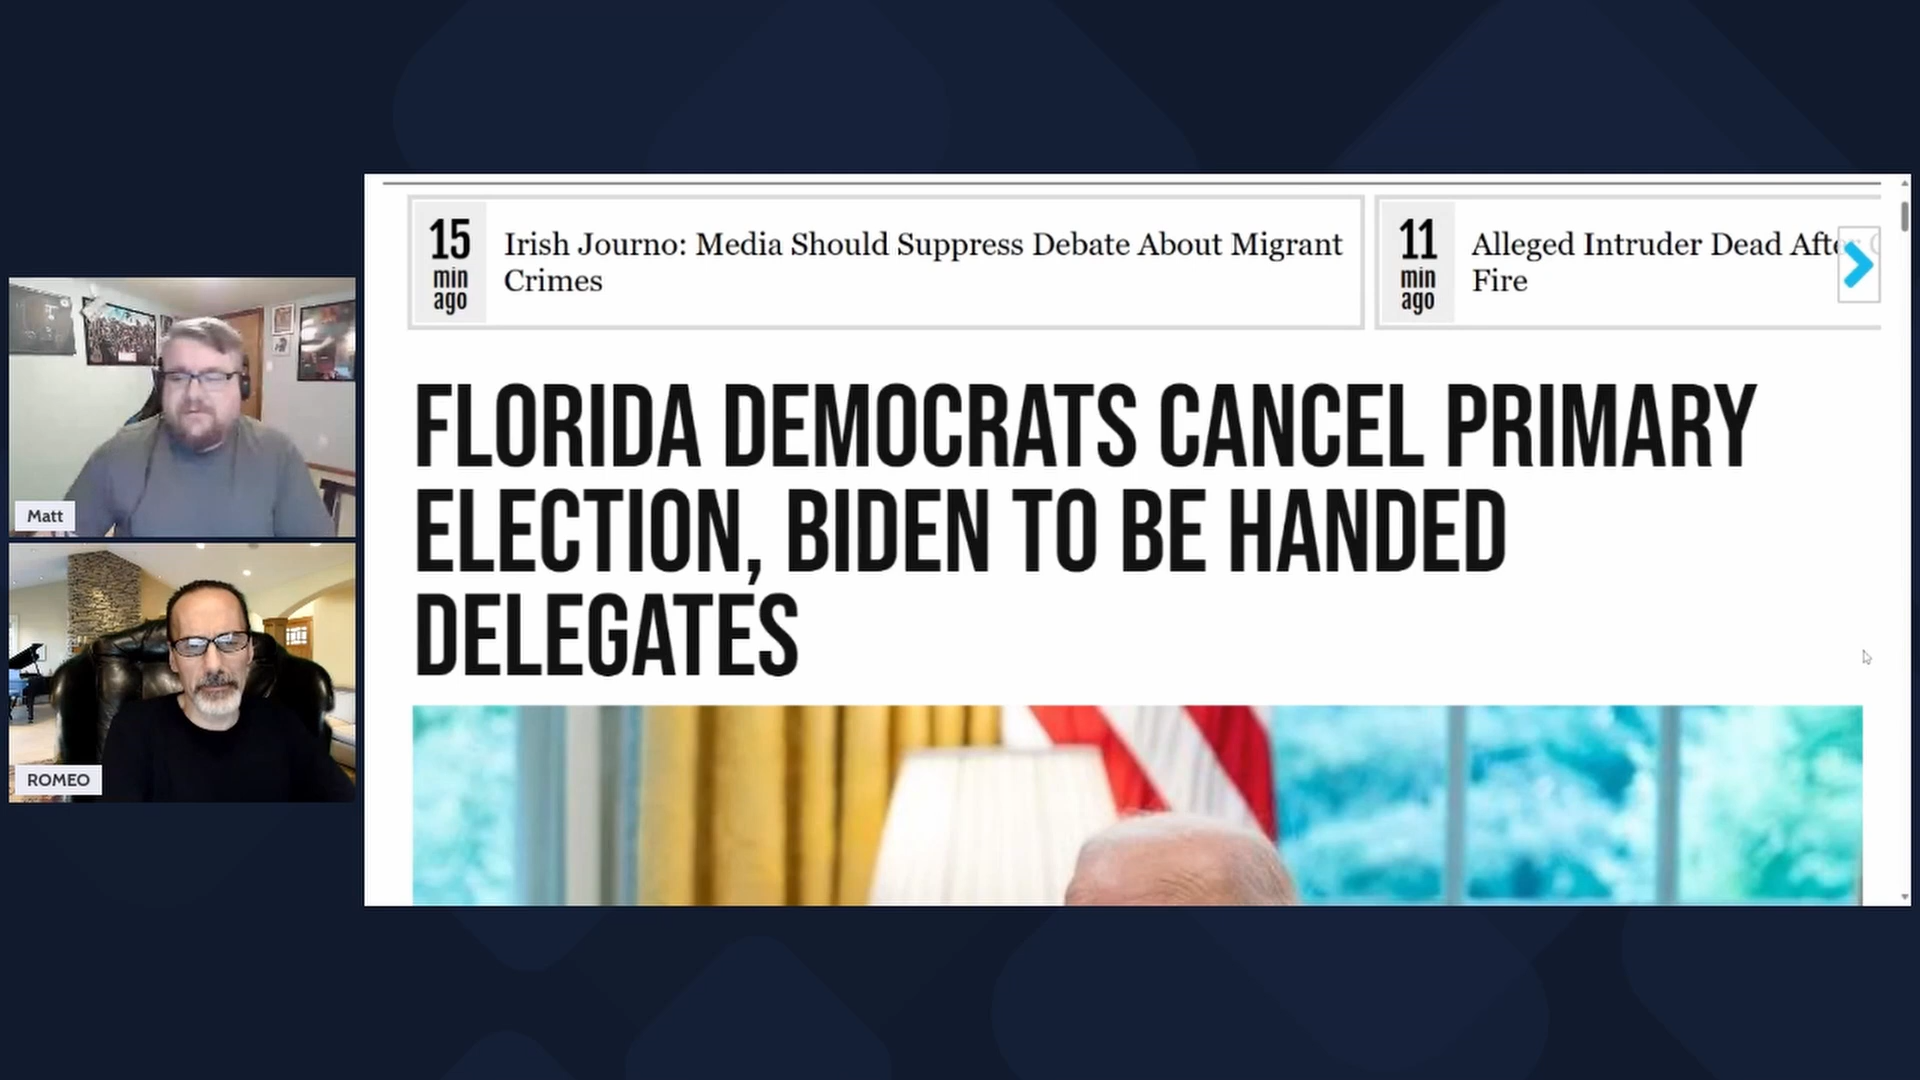 15
min
ago
Irish Journo: Media Should Suppress Debate About Migrant
Crimes
11
min
ago
Alleged Intruder Dead After
Fire
FLORIDA DEMOCRATS CANCEL PRIMARY
ELECTION, BIDEN TO BE HANDED
DELEGATES
Matt
ROMEO